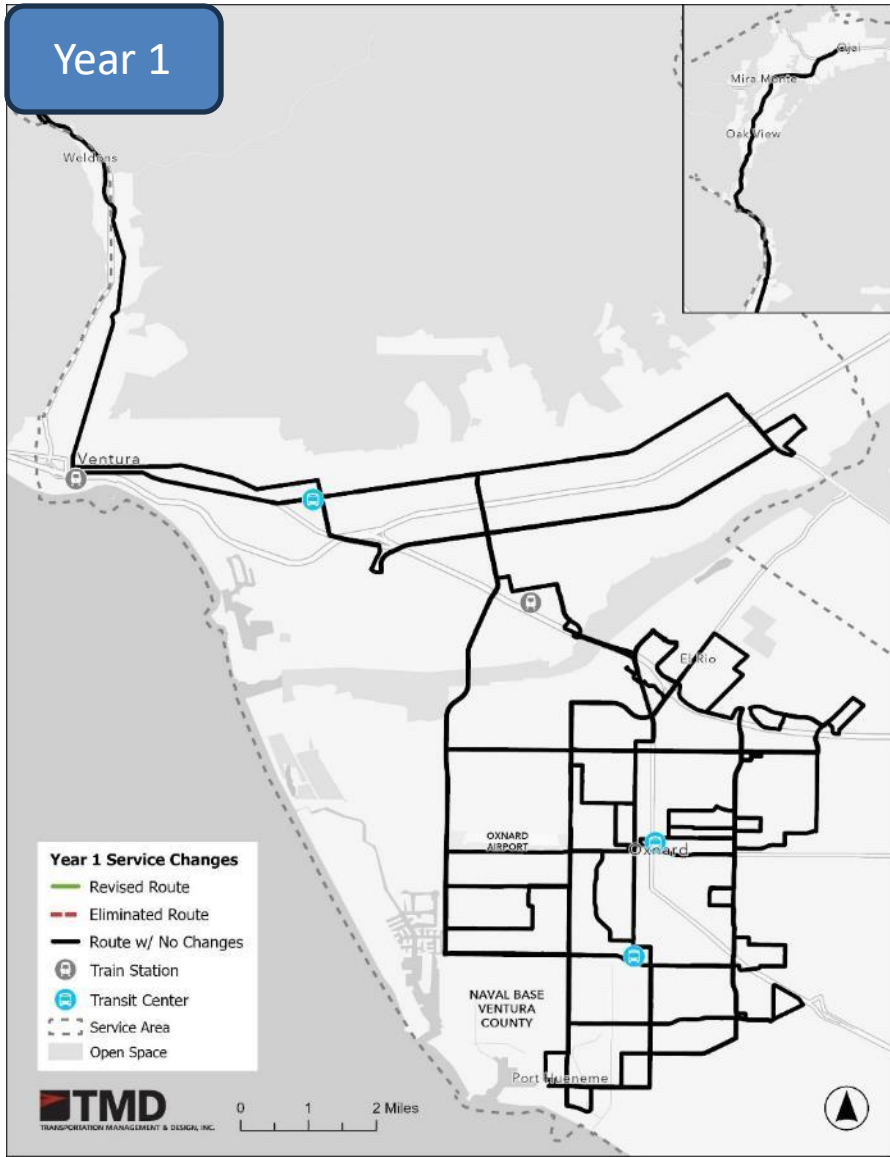 Year 1
Ojai
Mira Monte
Oak View
Weldons
Ventura
El Rio
OXNARD
AIRPORT
Oxnard
NAVAL BASE
VENTURA
COUNTY
Port Hueneme
Year 1 Service Changes
Revised Route
Eliminated Route
Route w/ No Changes
Train Station
Transit Center
Service Area
Open Space
TMD
TRANSPORTATION MANAGEMENT & DESIGN, INC.
0 1 2 Miles